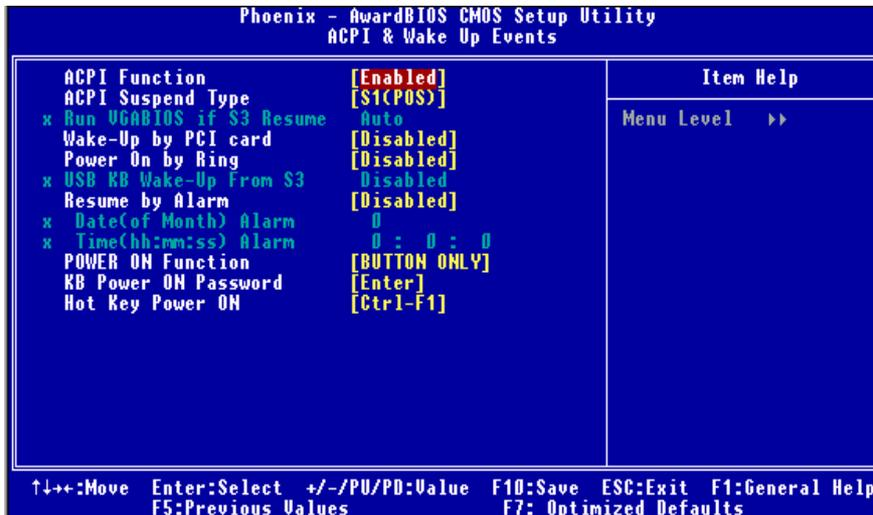 Phoenix - AwardBIOS CMOS Setup Utility
ACPI & Wake Up Events
ACPI Function [Enabled]
ACPI Suspend Type [S1(POS)]
x Run VGABIOS if S3 Resume Auto
Wake-Up by PCI card [Disabled]
Power On by Ring [Disabled]
x USB KB Wake-Up From S3 Disabled
Resume by Alarm [Disabled]
x Date(of Month) Alarm 0
x Time(hh:mm:ss) Alarm 0 : 0 : 0
POWER ON Function [BUTTON ONLY]
KB Power ON Password [Enter]
Hot Key Power ON [Ctrl-F1]
Item Help
Menu Level ▸▸
↑↓→←:Move Enter:Select +/-/PU/PD:Value F10:Save ESC:Exit F1:General Help
F5:Previous Values F7: Optimized Defaults